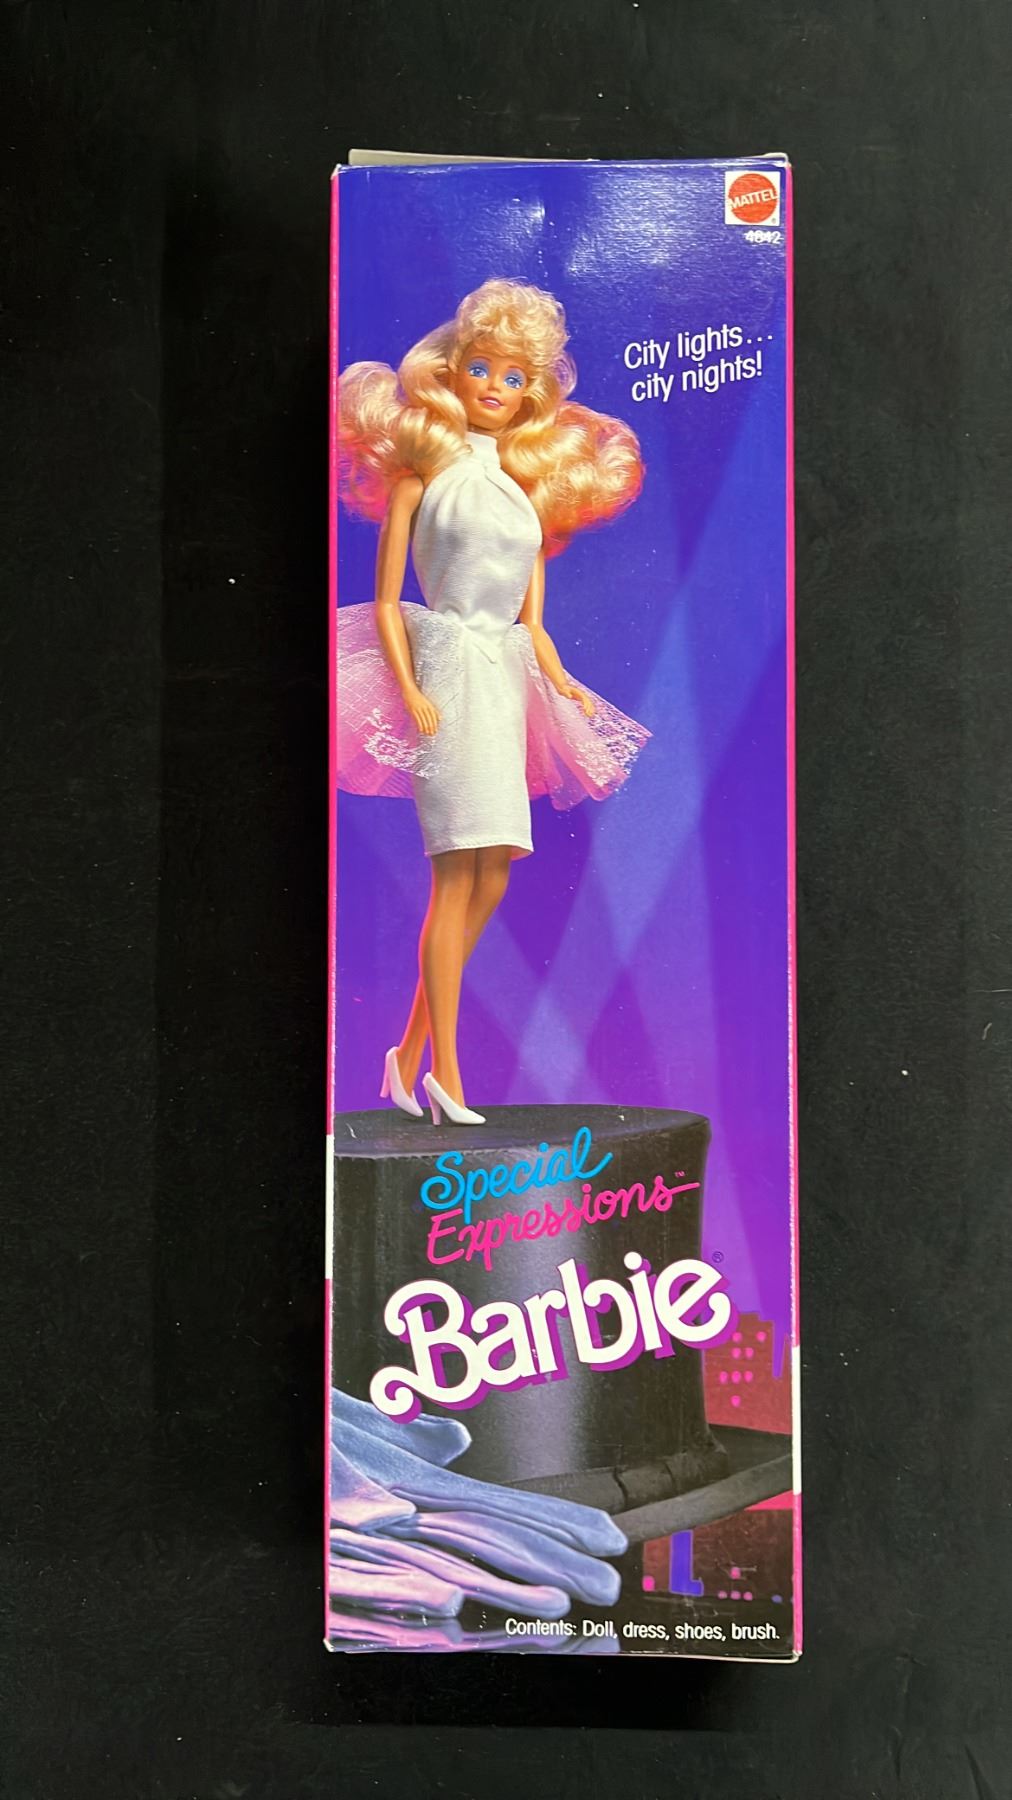 MATTEL
®
4842
City lights...
city nights!
Special
Expressions™
Barbie®
Contents: Doll, dress, shoes, brush.